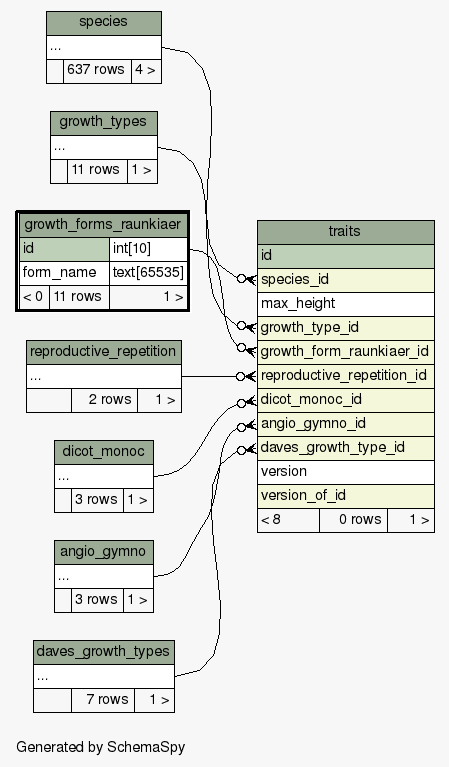 species
...
637 rows 4 >
growth_types
...
11 rows 1 >
growth_forms_raunkiaer
id int[10]
form_name text[65535]
< 0 11 rows 1 >
reproductive_repetition
...
2 rows 1 >
dicot_monoc
...
3 rows 1 >
angio_gymno
...
3 rows 1 >
daves_growth_types
...
7 rows 1 >
traits
id
species_id
max_height
growth_type_id
growth_form_raunkiaer_id
reproductive_repetition_id
dicot_monoc_id
angio_gymno_id
daves_growth_type_id
version
version_of_id
< 8 0 rows 1 >
Generated by SchemaSpy